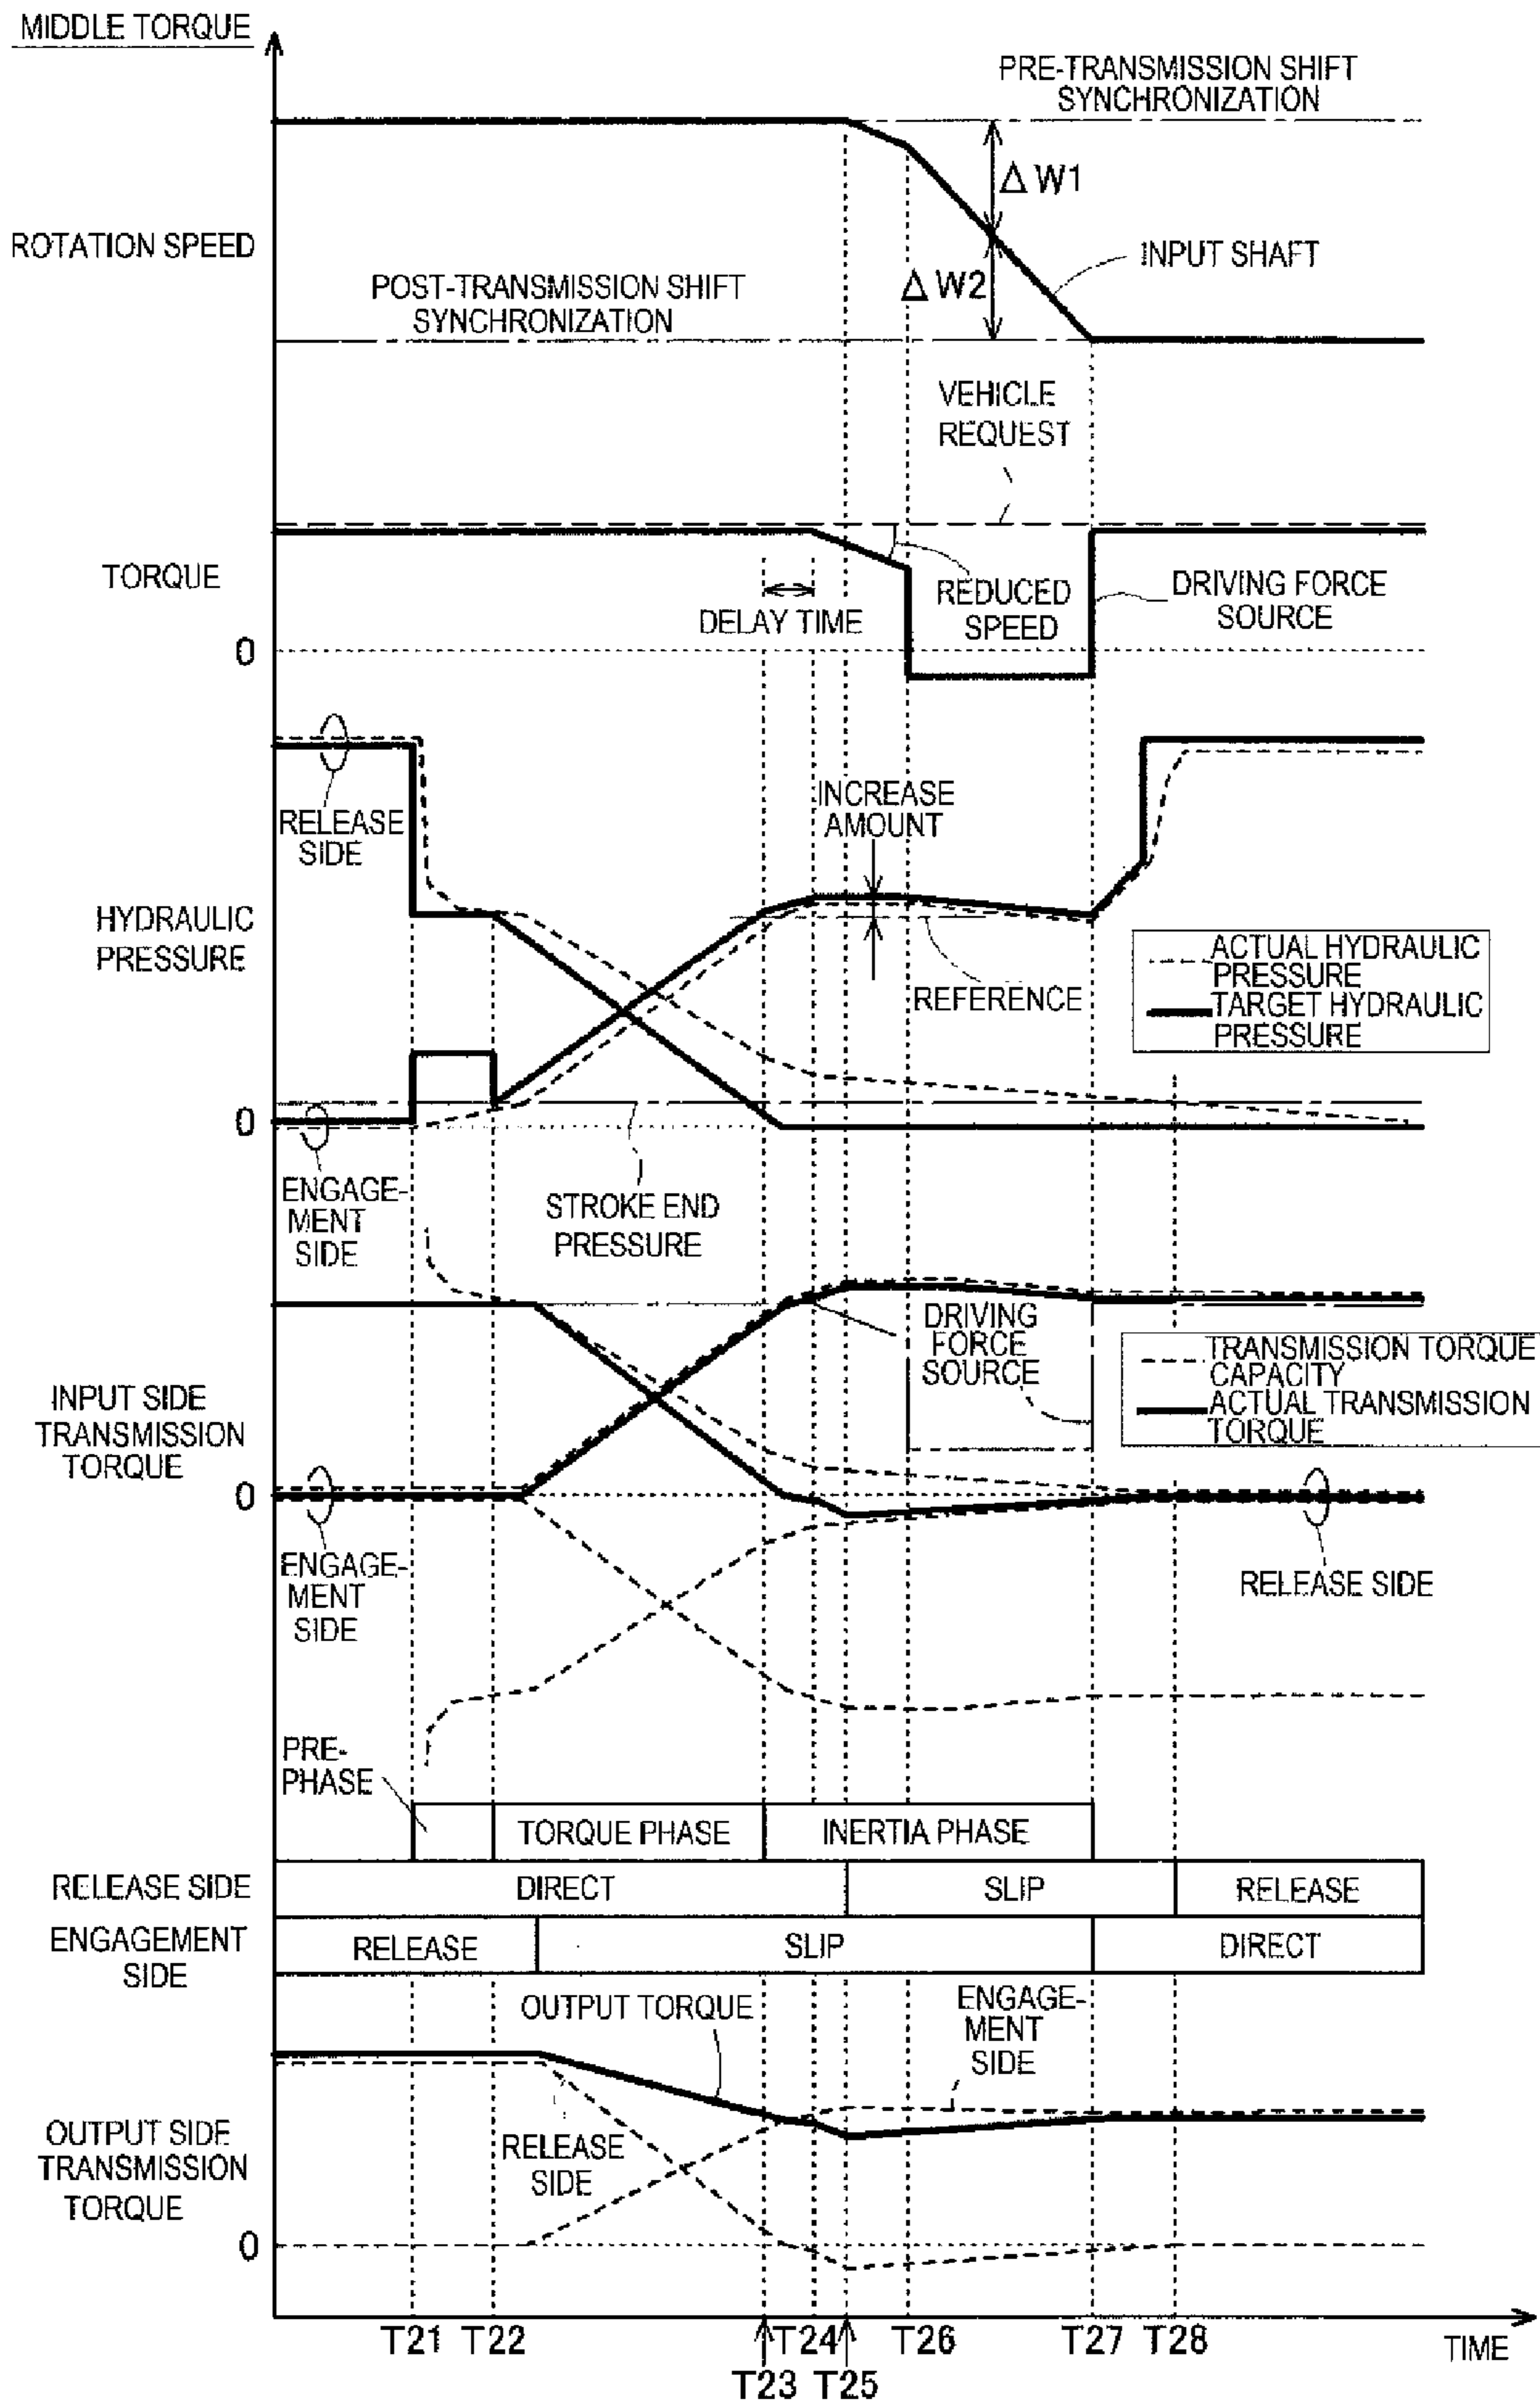 MIDDLE TORQUE
PRE-TRANSMISSION SHIFT
SYNCHRONIZATION
Δ W1
ROTATION SPEED
INPUT SHAFT
POST-TRANSMISSION SHIFT
SYNCHRONIZATION
Δ W2
VEHICLE
REQUEST
TORQUE
REDUCED
SPEED
DRIVING FORCE
SOURCE
DELAY TIME
0
RELEASE
SIDE
INCREASE
AMOUNT
HYDRAULIC
PRESSURE
ACTUAL HYDRAULIC
PRESSURE
TARGET HYDRAULIC
PRESSURE
REFERENCE
0
ENGAGE-
MENT
SIDE
STROKE END
PRESSURE
DRIVING
FORCE
SOURCE
TRANSMISSION TORQUE
CAPACITY
ACTUAL TRANSMISSION
TORQUE
INPUT SIDE
TRANSMISSION
TORQUE
0
ENGAGE-
MENT
SIDE
RELEASE SIDE
PRE-
PHASE
TORQUE PHASE
INERTIA PHASE
RELEASE SIDE
DIRECT
SLIP
RELEASE
ENGAGEMENT
SIDE
RELEASE
SLIP
DIRECT
OUTPUT TORQUE
ENGAGE-
MENT
SIDE
RELEASE
SIDE
OUTPUT SIDE
TRANSMISSION
TORQUE
0
T21
T22
T24
T26
T27
T28
TIME
T23
T25